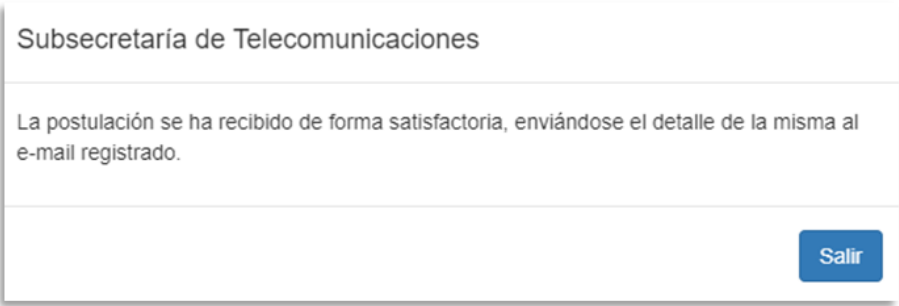 Subsecretaría de Telecomunicaciones
La postulación se ha recibido de forma satisfactoria, enviándose el detalle de la misma al
e-mail registrado.
Salir